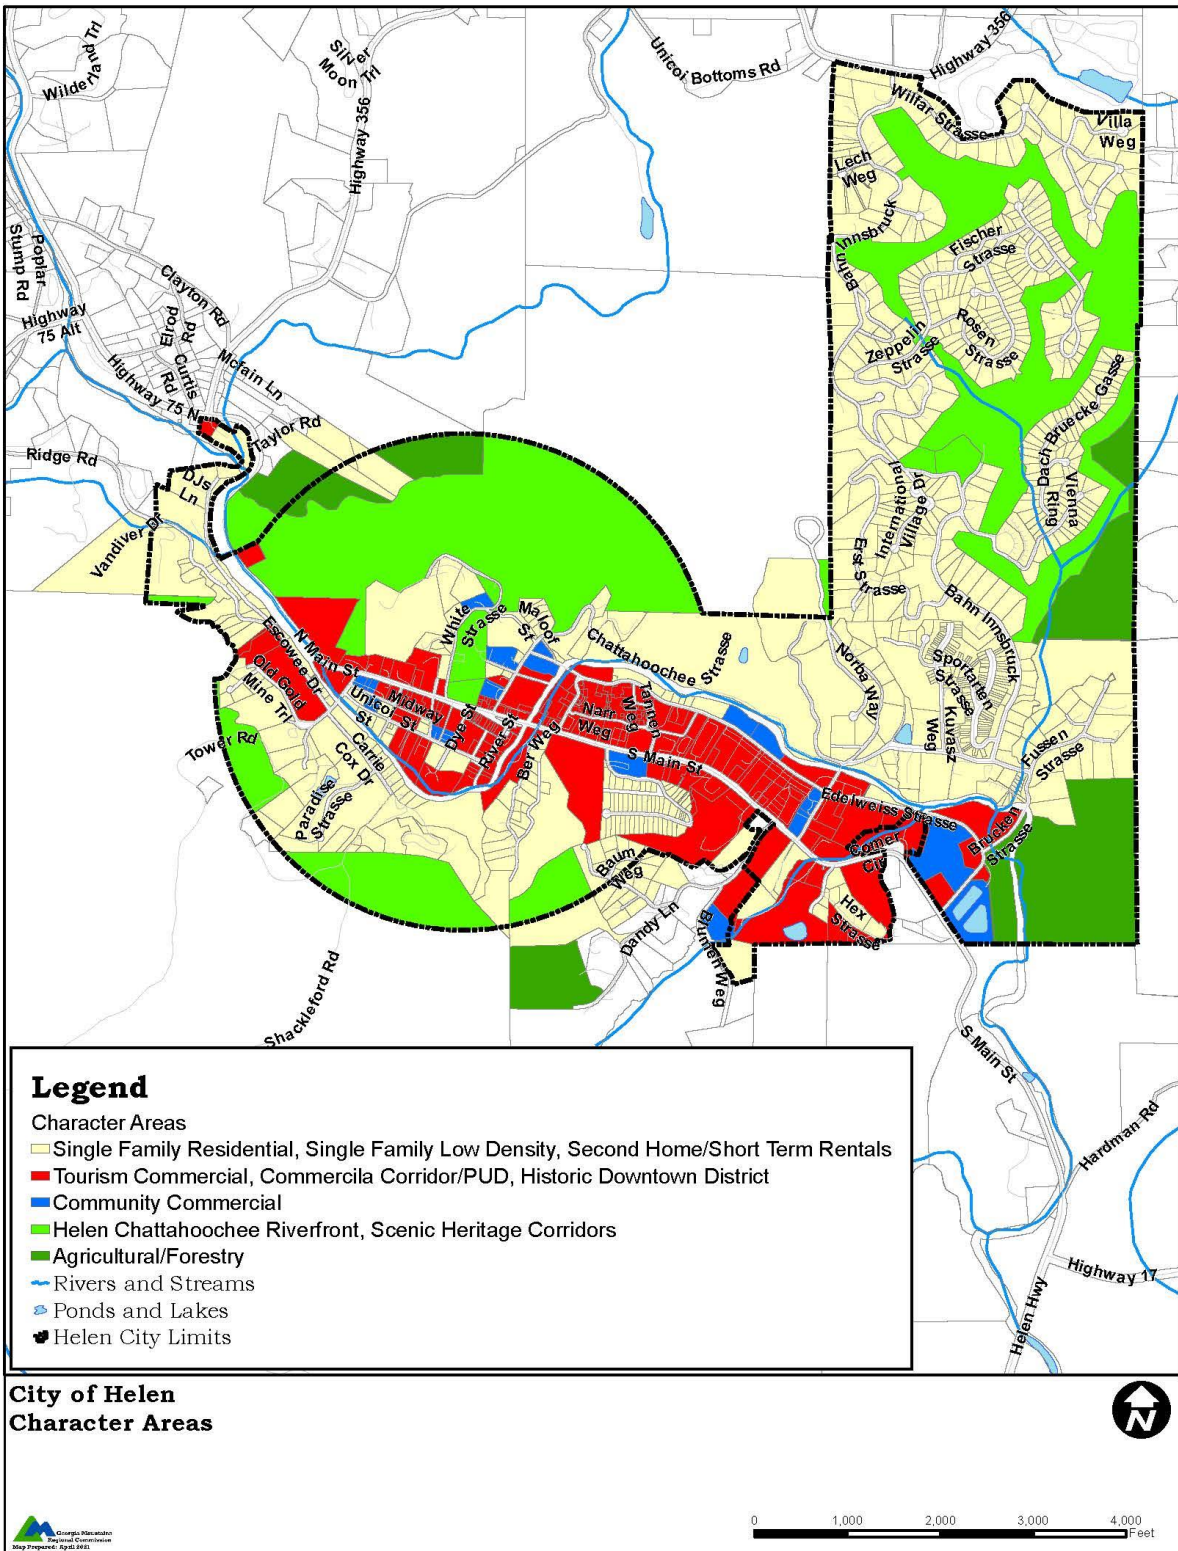 Wilderland Trl
Silver
Moon Trl
Highway 356
Unicoi Bottoms Rd
Highway 356
Wilfar Strasse
Villa
Weg
Lech
Weg
Bahn Innsbruck
Fischer
Strasse
Rosen
Strasse
Zeppelin
Strasse
Poplar
Stump Rd
Clayton Rd
Highway
75 Alt
Elrod
Rd
Curtis
Rd
Mcfain Ln
Highway 75 N
Taylor Rd
Ridge Rd
DJs
Ln
Vandiver Dr
Dach Bruecke Gasse
Vienna
Ring
International
Village Dr
Erst Strasse
Bahn Innsbruck
White
Strasse
Maloof
St
Chattahoochee
Strasse
Norba Way
Sportarten
Strasse
Kuvasz
Weg
Fussen
Strasse
Escowee Dr
N Main St
Old Gold
Mine Trl
Tower Rd
Unicoi St
Midway
Dye St
River St
Ber Weg
Narr
Weg
Tannen
Weg
S Main St
Carrie
Cox Dr
Paradise
Strasse
Edelweiss Strasse
Brucken
Strasse
Comer
Cir
Hex
Strasse
Baum
Weg
Dandy Ln
Blumen Weg
Shackleford Rd
S Main St
Hardman Rd
Highway 17
Helen Hwy
Legend
Character Areas
Single Family Residential, Single Family Low Density, Second Home/Short Term Rentals
Tourism Commercial, Commercila Corridor/PUD, Historic Downtown District
Community Commercial
Helen Chattahoochee Riverfront, Scenic Heritage Corridors
Agricultural/Forestry
Rivers and Streams
Ponds and Lakes
Helen City Limits
City of Helen
Character Areas
N
Georgia Mountains
Regional Commission
Map Prepared: April 2021
0 1,000 2,000 3,000 4,000
Feet